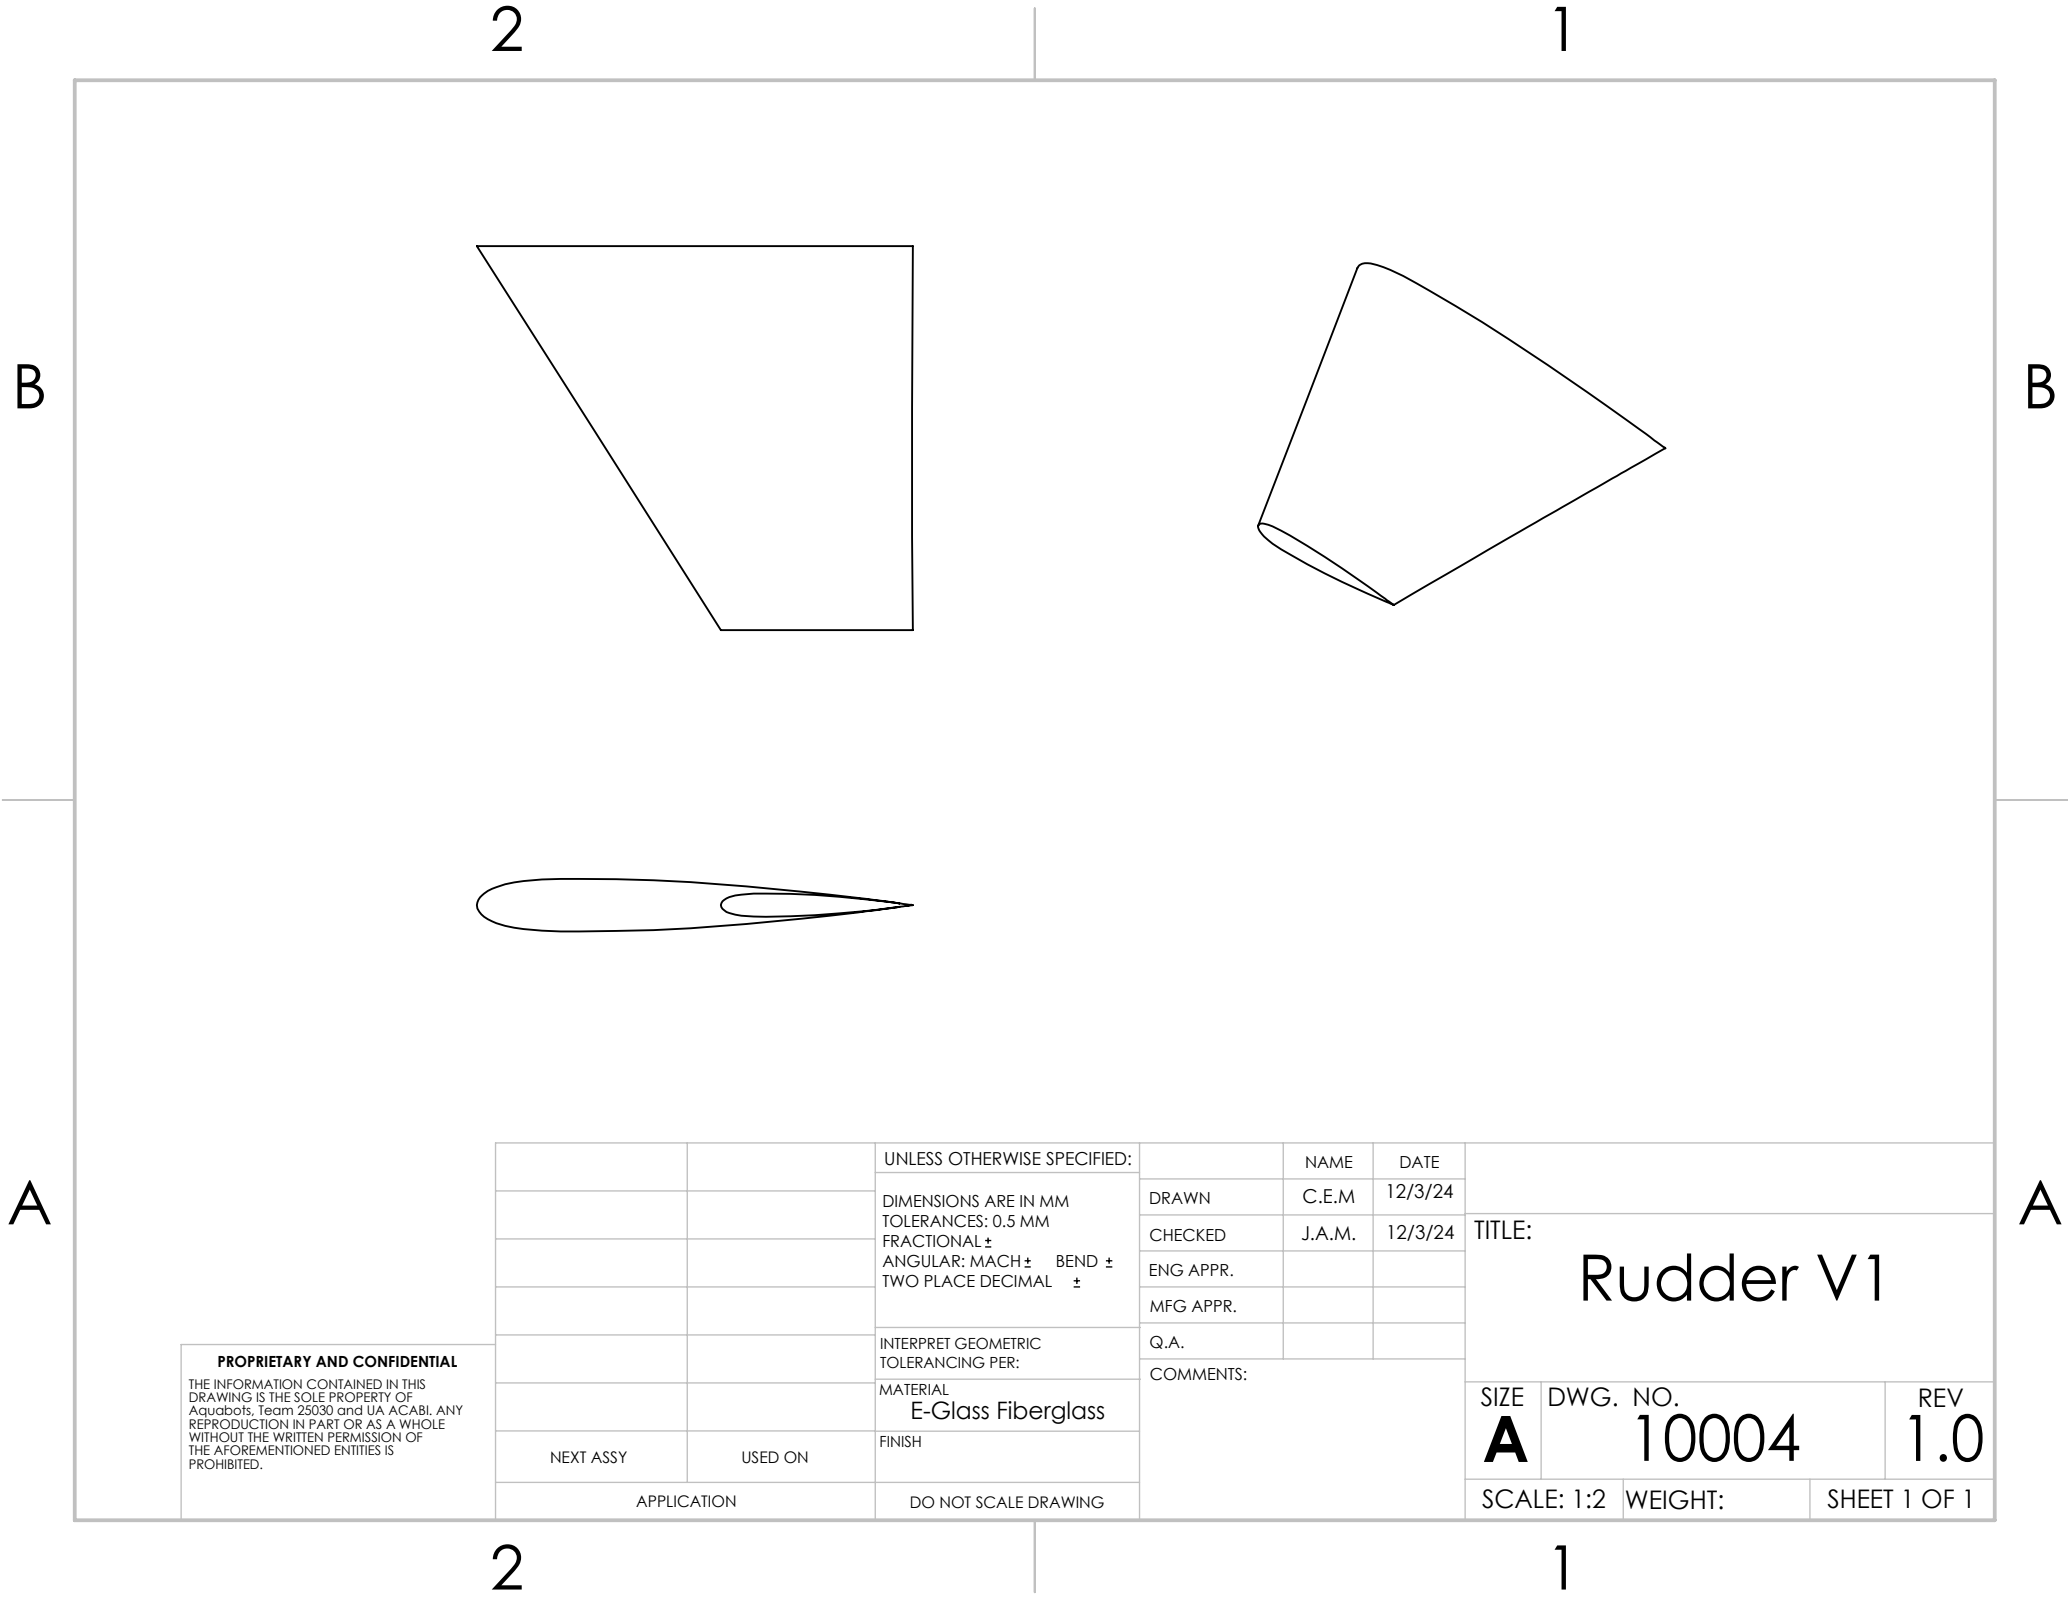 2 1
B B
A A
UNLESS OTHERWISE SPECIFIED:
DIMENSIONS ARE IN MM
TOLERANCES: 0.5 MM
FRACTIONAL ±
ANGULAR: MACH ± BEND ±
TWO PLACE DECIMAL ±
INTERPRET GEOMETRIC
TOLERANCING PER:
MATERIAL
E-Glass Fiberglass
FINISH
DO NOT SCALE DRAWING
NAME DATE
DRAWN C.E.M 12/3/24
CHECKED J.A.M. 12/3/24
ENG APPR.
MFG APPR.
Q.A.
COMMENTS:
TITLE:
Rudder V1
SIZE DWG. NO. REV
A 10004 1.0
SCALE: 1:2 WEIGHT: SHEET 1 OF 1
PROPRIETARY AND CONFIDENTIAL
THE INFORMATION CONTAINED IN THIS
DRAWING IS THE SOLE PROPERTY OF
Aquabots, Team 25030 and UA ACABI. ANY
REPRODUCTION IN PART OR AS A WHOLE
WITHOUT THE WRITTEN PERMISSION OF
THE AFOREMENTIONED ENTITIES IS
PROHIBITED.
NEXT ASSY USED ON
APPLICATION
2 1